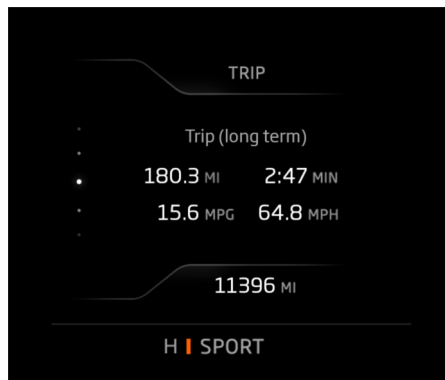 TRIP
Trip (long term)
180.3 MI 2:47 MIN
15.6 MPG 64.8 MPH
11396 MI
H SPORT